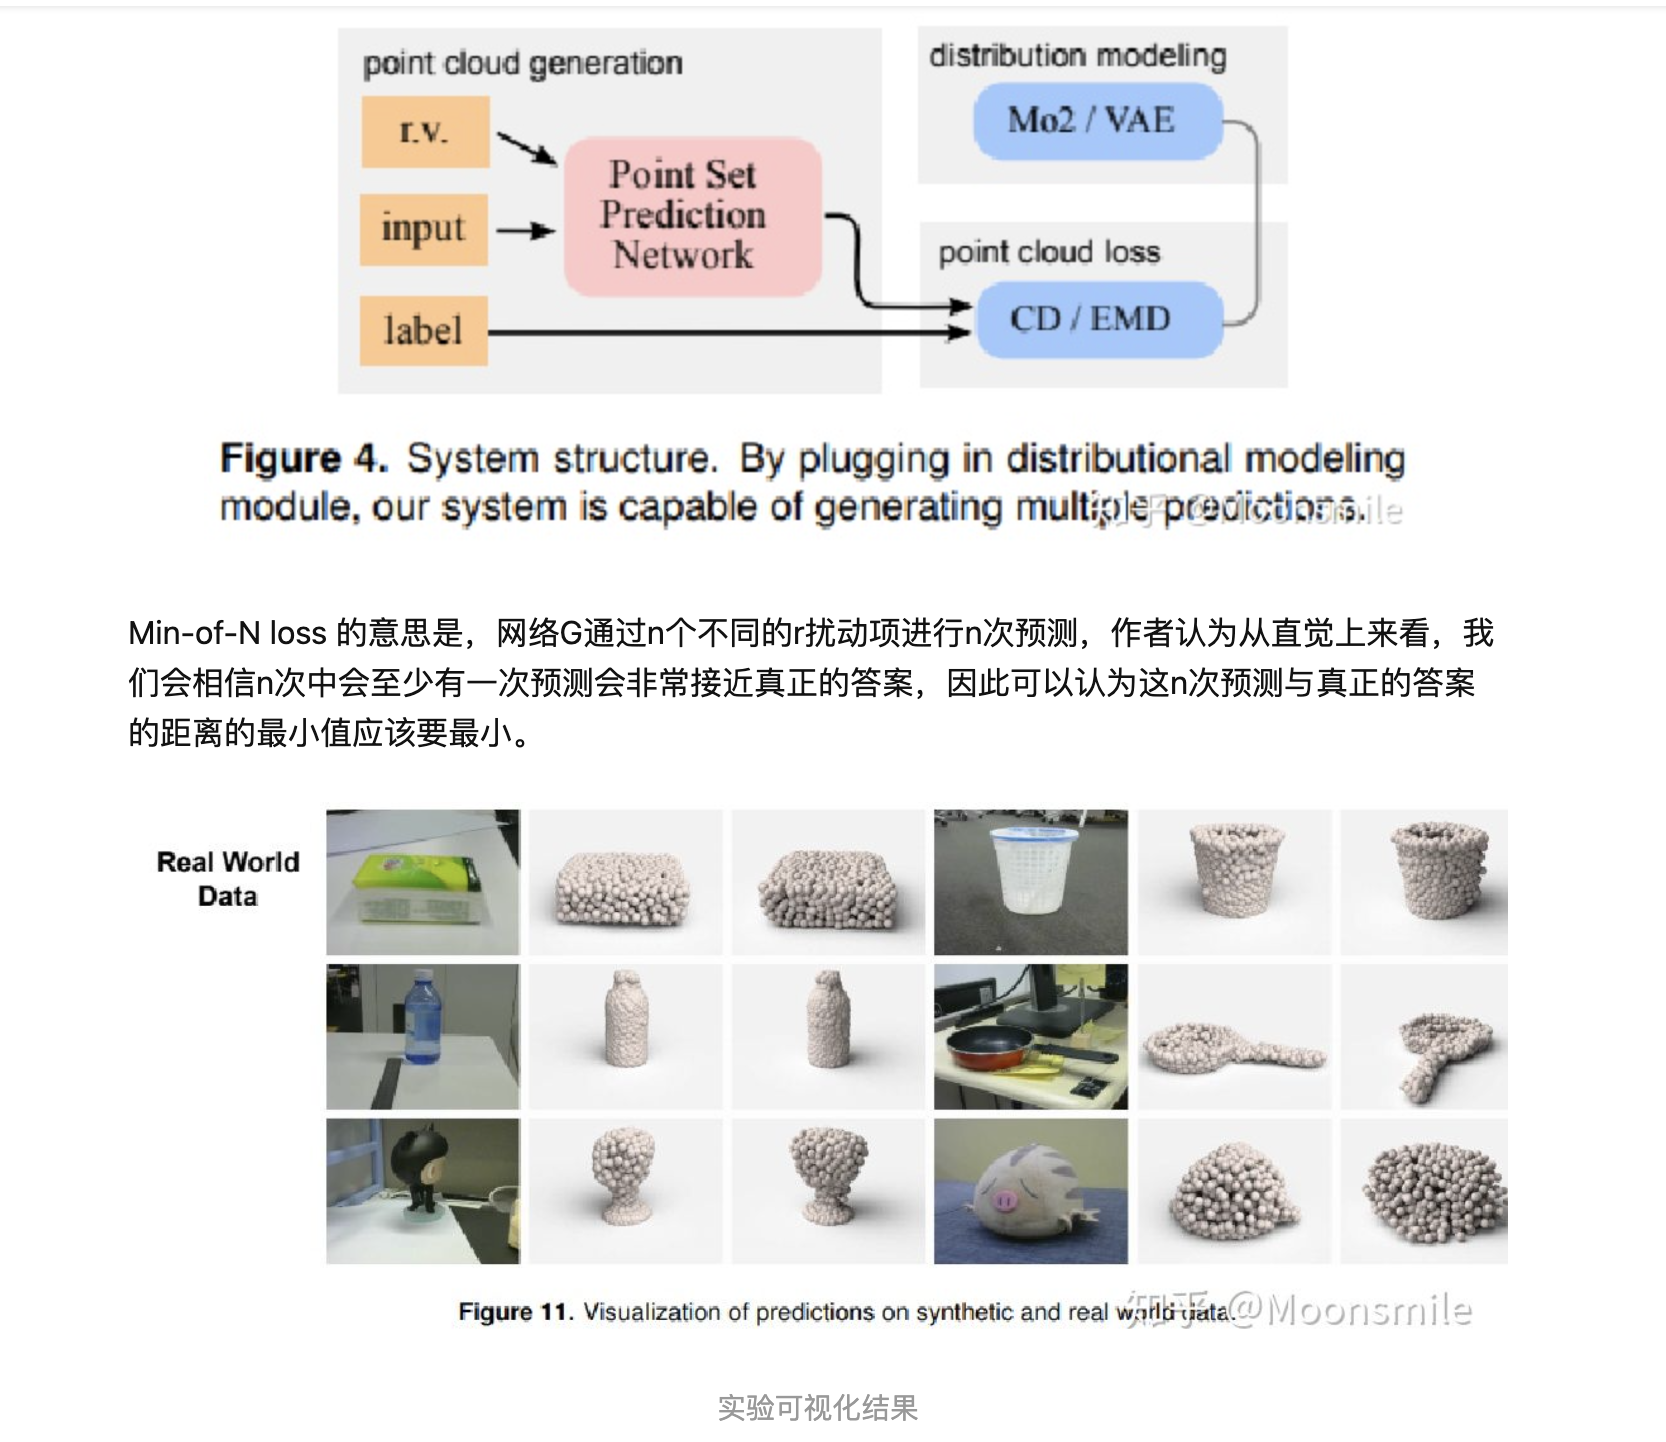 point cloud generation
distribution modeling
r.v.
Mo2 / VAE
Point Set
Prediction
Network
input
point cloud loss
label
CD / EMD
Figure 4. System structure. By plugging in distributional modeling
module, our system is capable of generating multiple predictions.
知乎 @Moonsmile
Min-of-N loss 的意思是，网络G通过n个不同的r扰动项进行n次预测，作者认为从直觉上来看，我
们会相信n次中会至少有一次预测会非常接近真正的答案，因此可以认为这n次预测与真正的答案
的距离的最小值应该要最小。
Real World
Data
Figure 11. Visualization of predictions on synthetic and real world data.
知乎 @Moonsmile
实验可视化结果